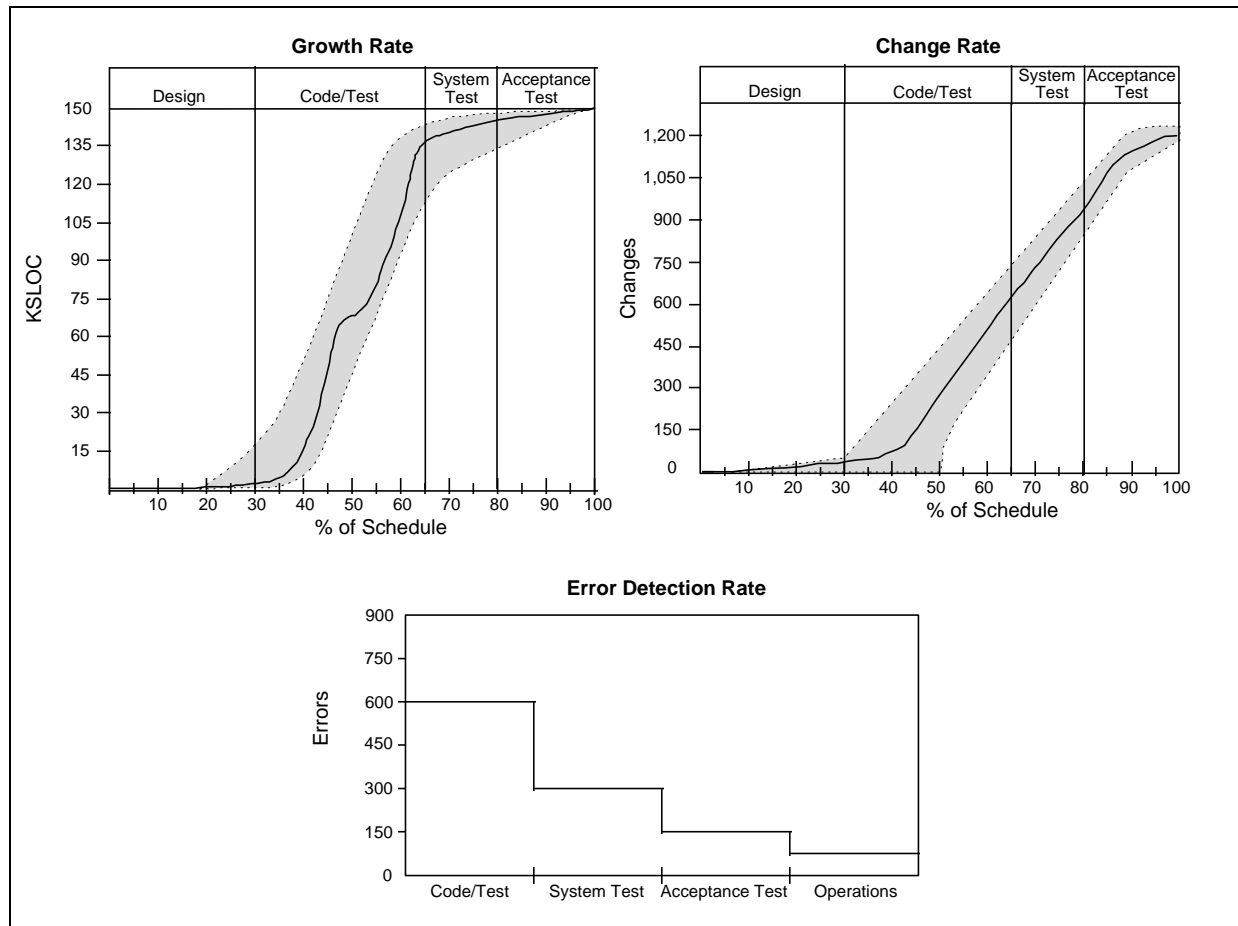 Growth Rate
Design
Code/Test
System
Test
Acceptance
Test
150
135
120
105
90
75
60
45
30
15
KSLOC
10 20 30 40 50 60 70 80 90 100
% of Schedule
Change Rate
Design
Code/Test
System
Test
Acceptance
Test
1,200
1,050
900
750
600
450
300
150
0
Changes
10 20 30 40 50 60 70 80 90 100
% of Schedule
Error Detection Rate
900
750
600
450
300
150
0
Errors
Code/Test System Test Acceptance Test Operations